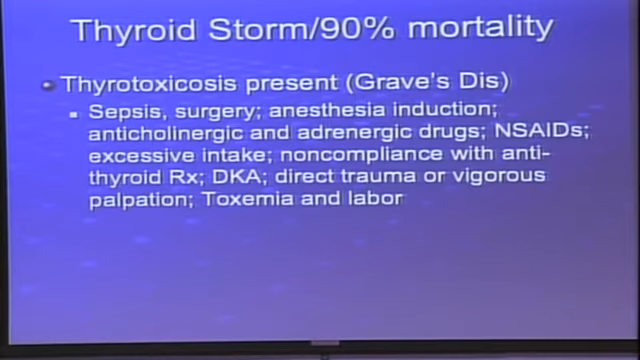 Thyroid Storm/90% mortality
Thyrotoxicosis present (Grave's Dis)
Sepsis, surgery; anesthesia induction;
anticholinergic and adrenergic drugs; NSAIDs;
excessive intake; noncompliance with anti-
thyroid Rx; DKA; direct trauma or vigorous
palpation; Toxemia and labor